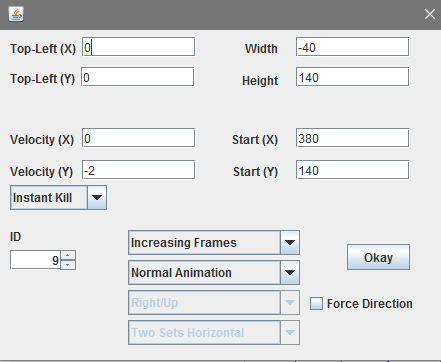 Top-Left (X) 0 Width -40
Top-Left (Y) 0 Height 140
Velocity (X) 0 Start (X) 380
Velocity (Y) -2 Start (Y) 140
Instant Kill
ID
9
Increasing Frames
Okay
Normal Animation
Right/Up Force Direction
Two Sets Horizontal